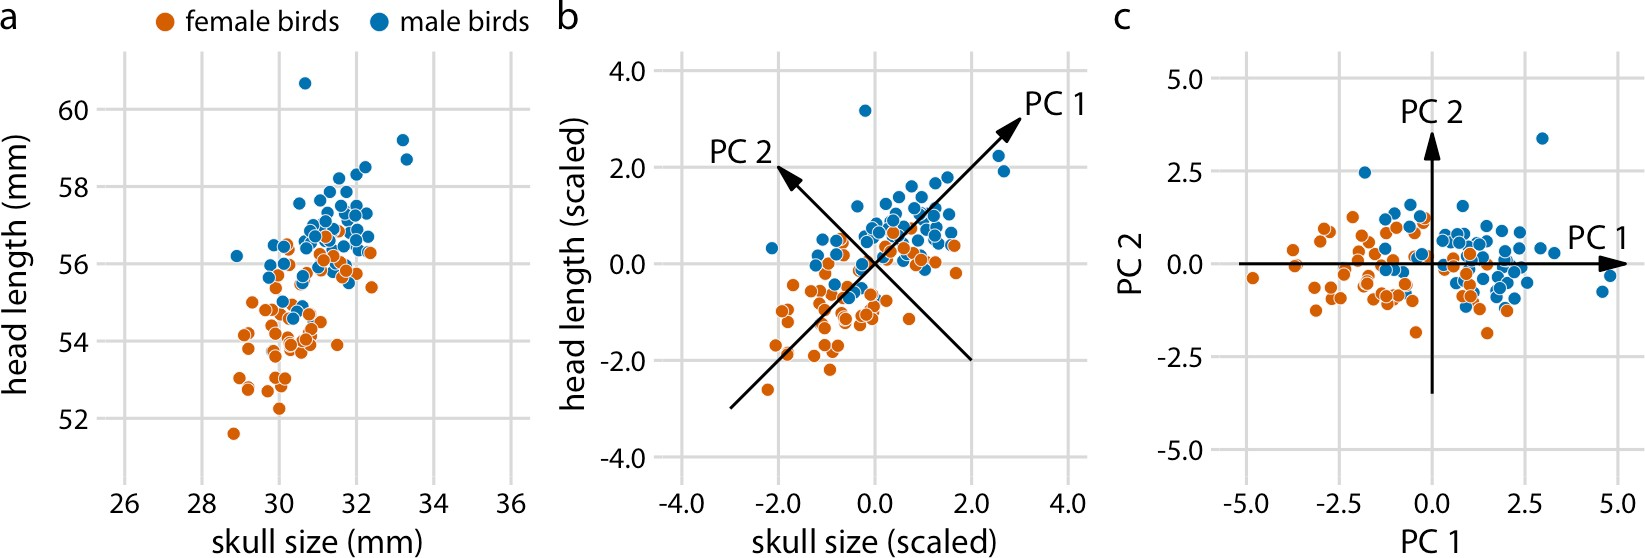 a
female birds
male birds
60
58
56
54
52
26 28 30 32 34 36
head length (mm)
skull size (mm)
b
4.0
2.0
0.0
-2.0
-4.0
-4.0 -2.0 0.0 2.0 4.0
PC 1
PC 2
head length (scaled)
skull size (scaled)
c
5.0
2.5
0.0
-2.5
-5.0
-5.0 -2.5 0.0 2.5 5.0
PC 2
PC 1
PC 2
PC 1